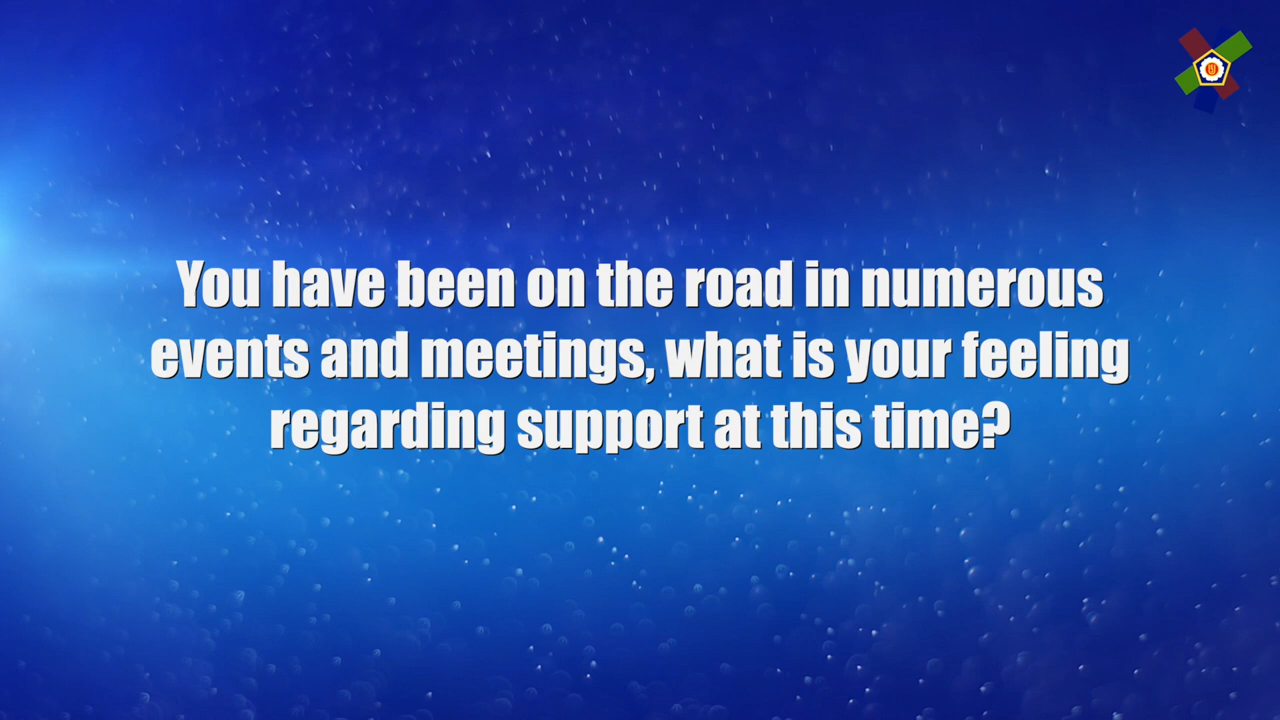 You have been on the road in numerous
events and meetings, what is your feeling
regarding support at this time?